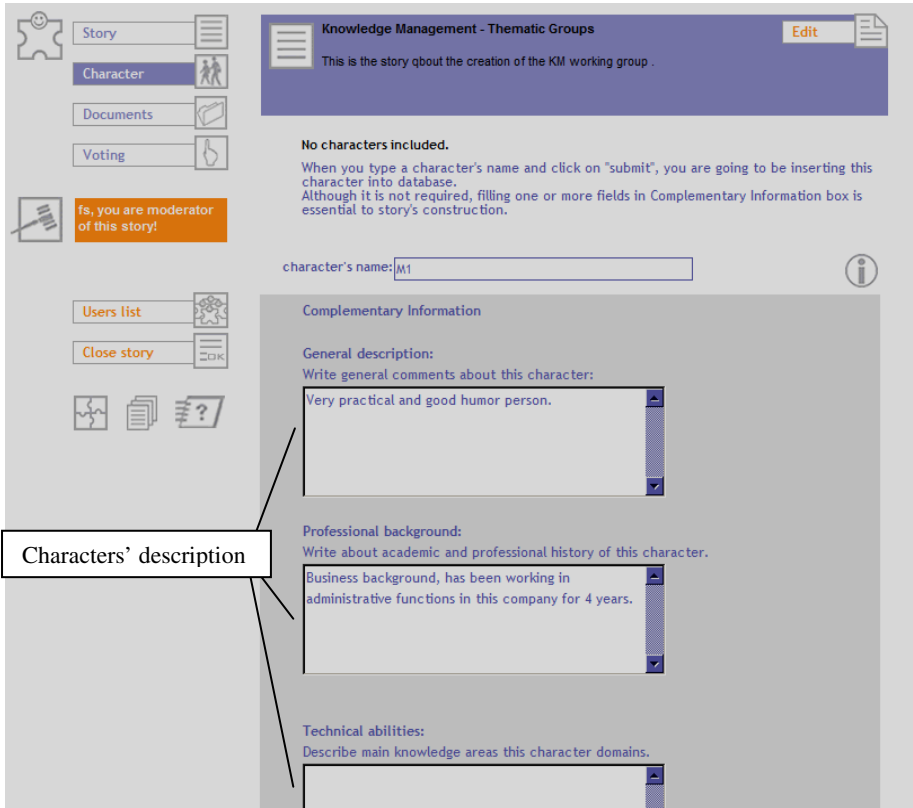 Story
Character
Documents
Voting
fs, you are moderator
of this story!
Users list
Close story
OK
?
Knowledge Management - Thematic Groups
This is the story qbout the creation of the KM working group .
Edit
No characters included.
When you type a character's name and click on "submit", you are going to be inserting this
character into database.
Although it is not required, filling one or more fields in Complementary Information box is
essential to story's construction.
character's name: M1
i
Complementary Information
General description:
Write general comments about this character:
Very practical and good humor person.
Characters’ description
Professional background:
Write about academic and professional history of this character.
Business background, has been working in
administrative functions in this company for 4 years.
Technical abilities:
Describe main knowledge areas this character domains.